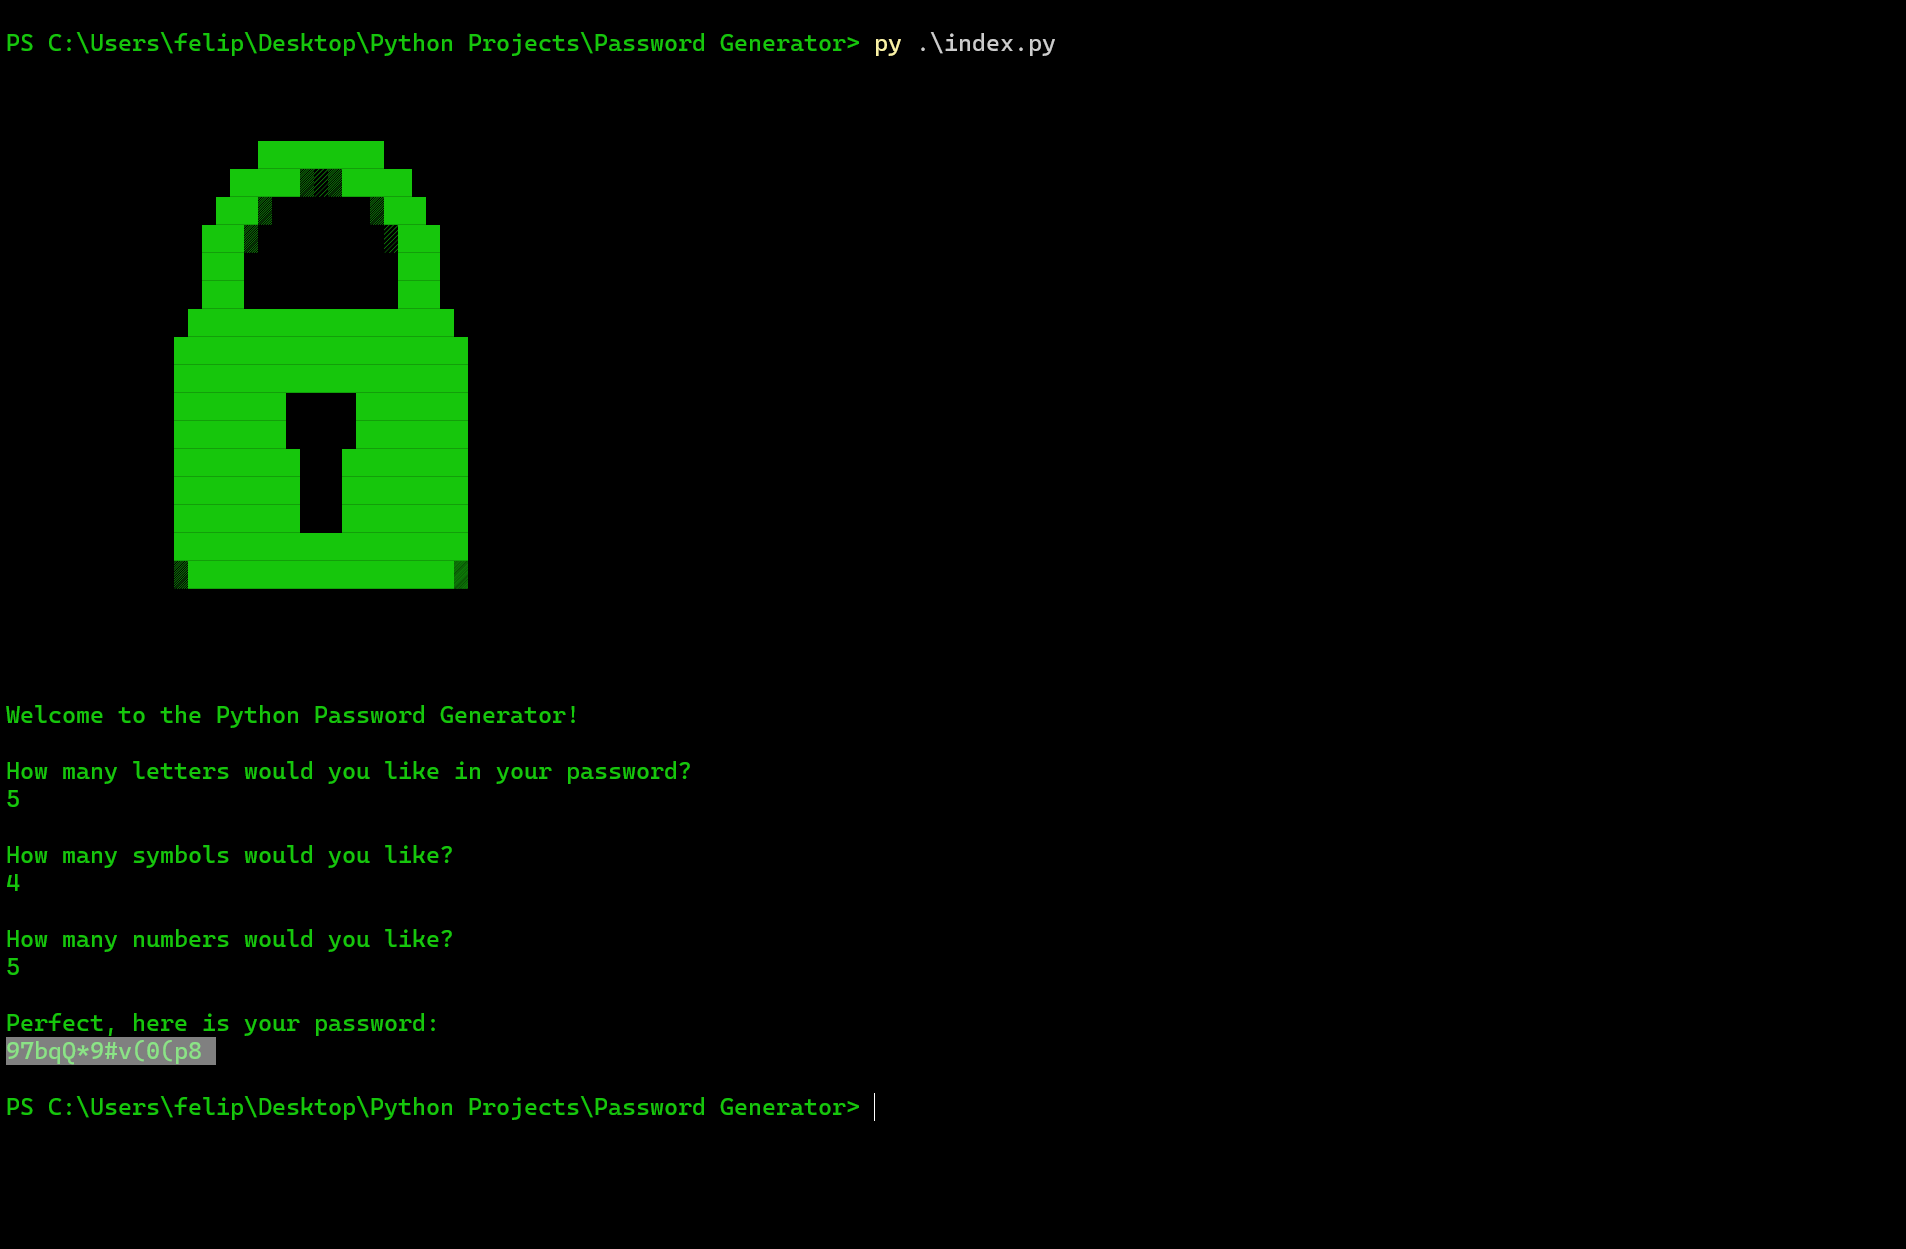 PS C:\Users\felip\Desktop\Python Projects\Password Generator> py .\index.py
Welcome to the Python Password Generator!
How many letters would you like in your password?
5
How many symbols would you like?
4
How many numbers would you like?
5
Perfect, here is your password:
97bqQ*9#v(0(p8
PS C:\Users\felip\Desktop\Python Projects\Password Generator>